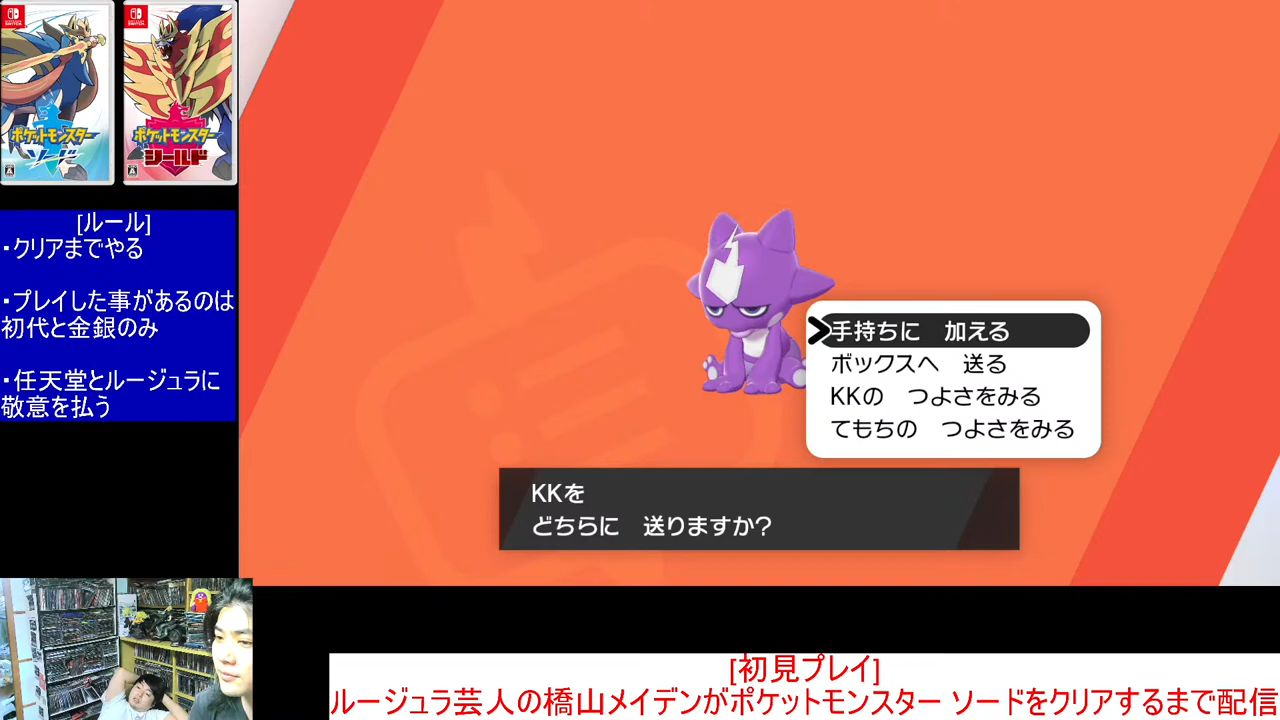 ポケットモンスター
ソード
ポケットモンスター
シールド
[ルール]
・クリアまでやる
・プレイした事があるのは
初代と金銀のみ
・任天堂とルージュラに
敬意を払う
手持ちに 加える
ボックスへ 送る
KKの つよさをみる
てもちの つよさをみる
KKを
どちらに 送りますか?
[初見プレイ]
ルージュラ芸人の橋山メイデンがポケットモンスター ソードをクリアするまで配信